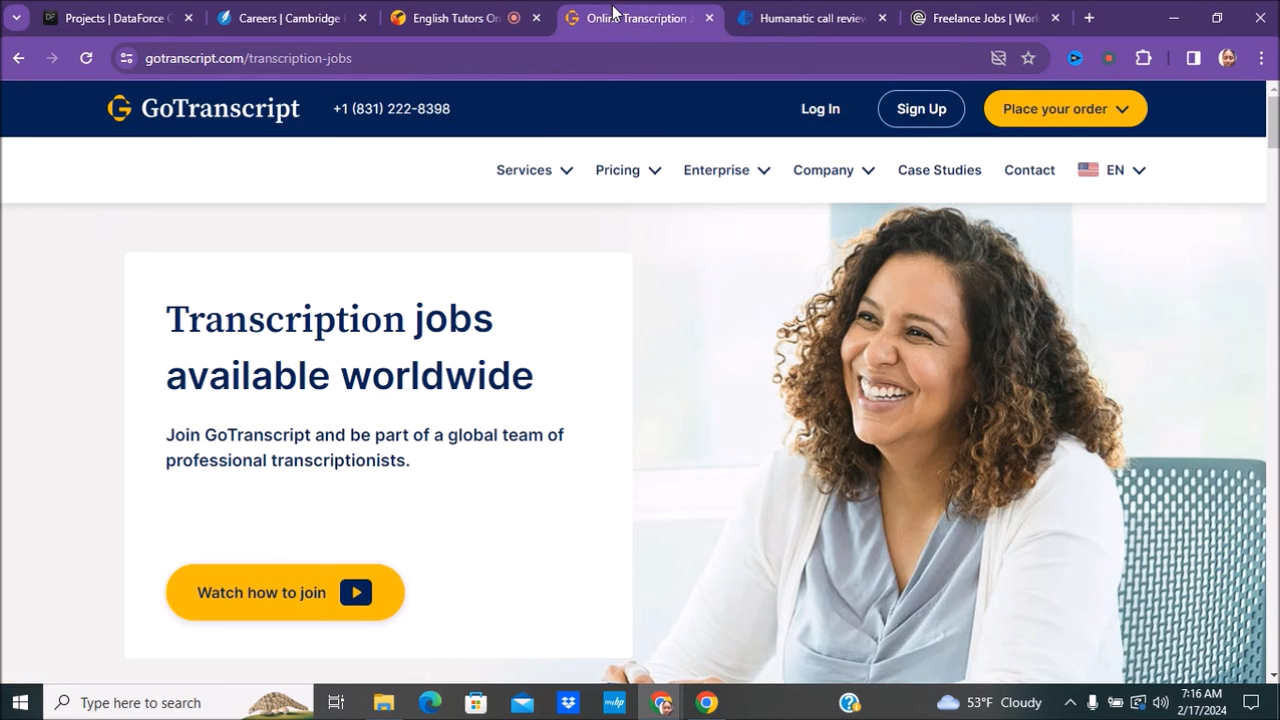 Projects | DataForce C
Careers | Cambridge
English Tutors On
Online Transcription J
Humanatic call review
Freelance Jobs | Work
gotranscript.com/transcription-jobs
GoTranscript
+1 (831) 222-8398
Log In
Sign Up
Place your order
Services
Pricing
Enterprise
Company
Case Studies
Contact
EN
Transcription jobs
available worldwide
Join GoTranscript and be part of a global team of
professional transcriptionists.
Watch how to join
Type here to search
53°F Cloudy
7:16 AM
2/17/2024